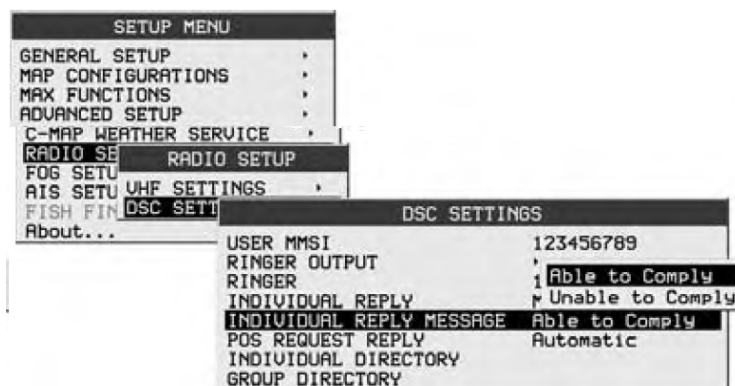 SETUP MENU
GENERAL SETUP
MAP CONFIGURATIONS
MAX FUNCTIONS
ADVANCED SETUP
C-MAP WEATHER SERVICE
RADIO SE
FOG SETU
AIS SETU
FISH FIN
About...
RADIO SETUP
VHF SETTINGS
DSC SETT
DSC SETTINGS
USER MMSI 123456789
RINGER OUTPUT
RINGER 1
INDIVIDUAL REPLY
INDIVIDUAL REPLY MESSAGE Able to Comply
POS REQUEST REPLY Automatic
INDIVIDUAL DIRECTORY
GROUP DIRECTORY
Able to Comply
Unable to Comply